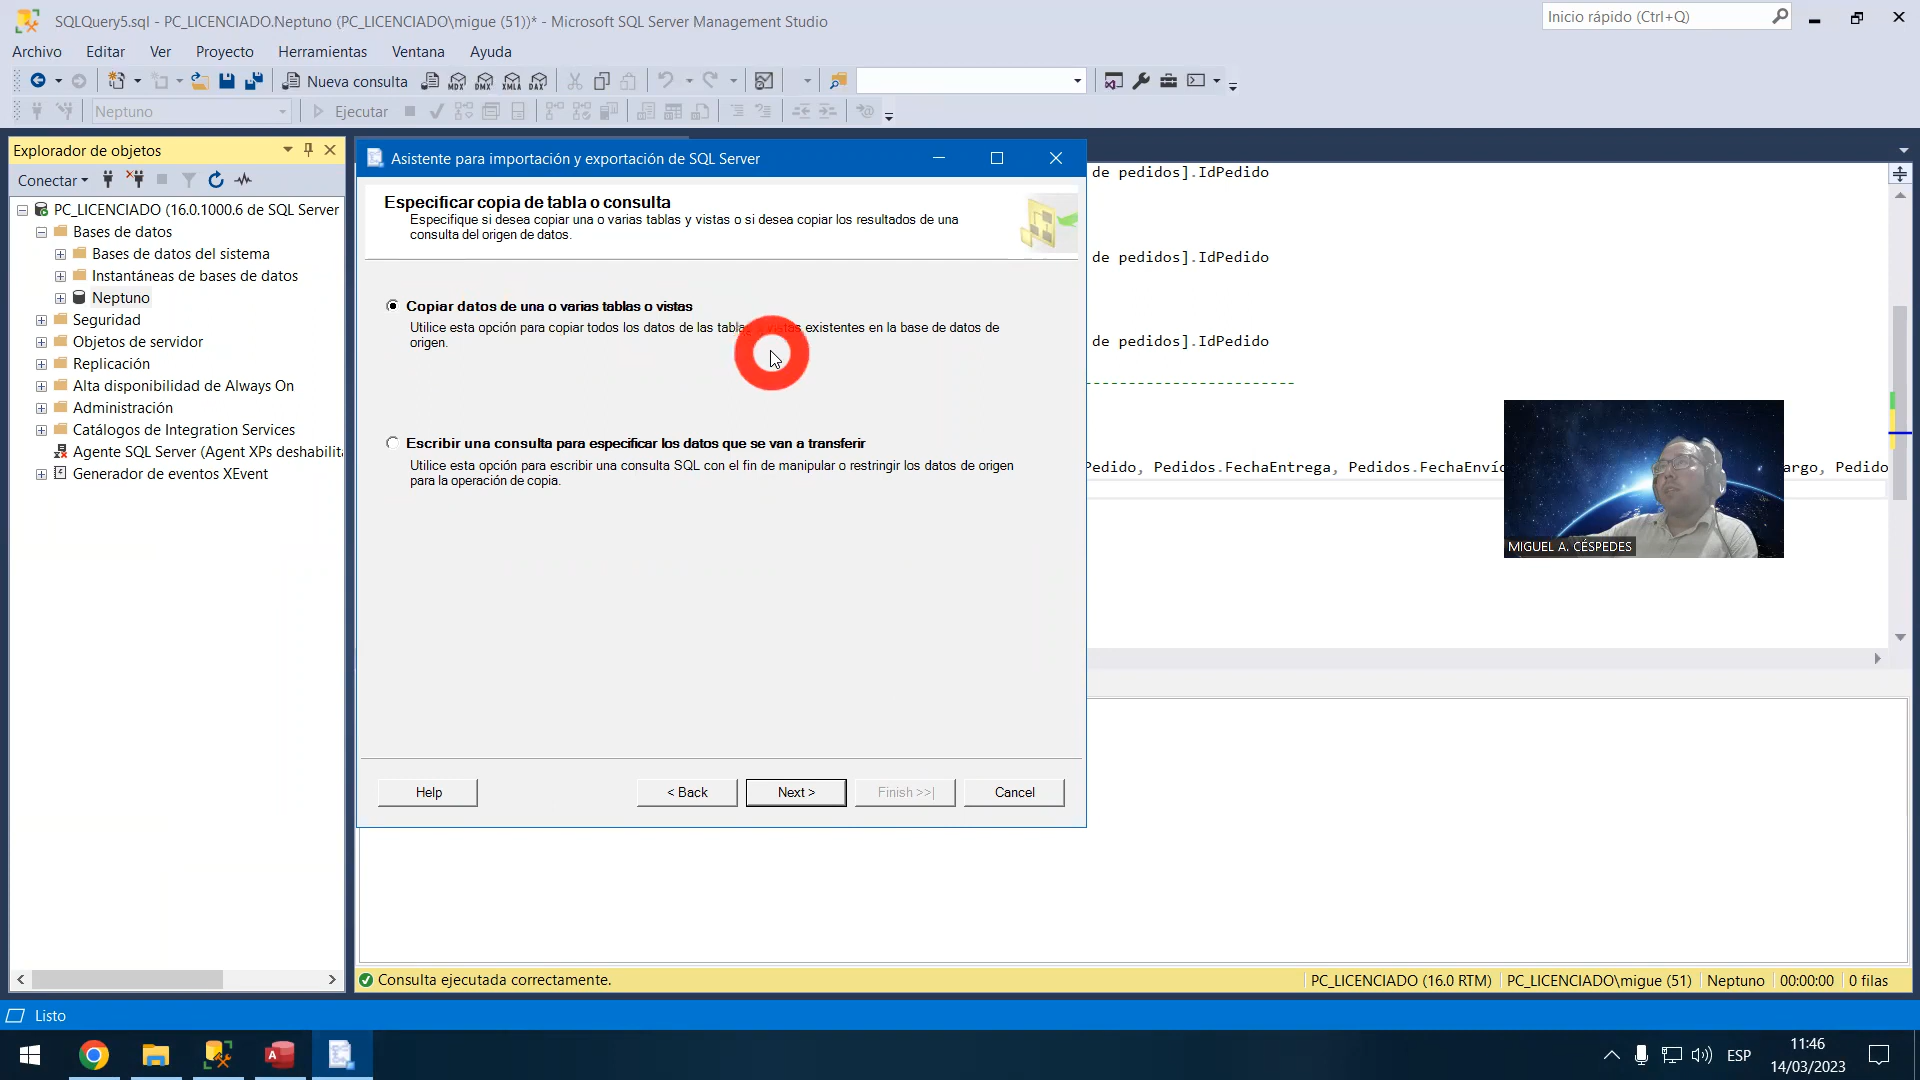 SQLQuery5.sql - PC_LICENCIADO.Neptuno (PC_LICENCIADO\migue (51))* - Microsoft SQL Server Management Studio
Inicio rápido (Ctrl+Q)
Archivo Editar Ver Proyecto Herramientas Ventana Ayuda
Nueva consulta MDX DMX XMLA DAX
Neptuno Ejecutar
Explorador de objetos
Conectar
PC_LICENCIADO (16.0.1000.6 de SQL Server
Bases de datos
Bases de datos del sistema
Instantáneas de bases de datos
Neptuno
Seguridad
Objetos de servidor
Replicación
Alta disponibilidad de Always On
Administración
Catálogos de Integration Services
Agente SQL Server (Agent XPs deshabilit
Generador de eventos XEvent
Asistente para importación y exportación de SQL Server
Especificar copia de tabla o consulta
Especifique si desea copiar una o varias tablas y vistas o si desea copiar los resultados de una
consulta del origen de datos.
Copiar datos de una o varias tablas o vistas
Utilice esta opción para copiar todos los datos de las tablas o vistas existentes en la base de datos de
origen.
Escribir una consulta para especificar los datos que se van a transferir
Utilice esta opción para escribir una consulta SQL con el fin de manipular o restringir los datos de origen
para la operación de copia.
Help < Back Next > Finish >>| Cancel
de pedidos].IdPedido
de pedidos].IdPedido
de pedidos].IdPedido
-------------------------
Pedido, Pedidos.FechaEntrega, Pedidos.FechaEnví argo, Pedido
MIGUEL A. CÉSPEDES
Consulta ejecutada correctamente.
PC_LICENCIADO (16.0 RTM) PC_LICENCIADO\migue (51) Neptuno 00:00:00 0 filas
Listo
ESP
11:46
14/03/2023